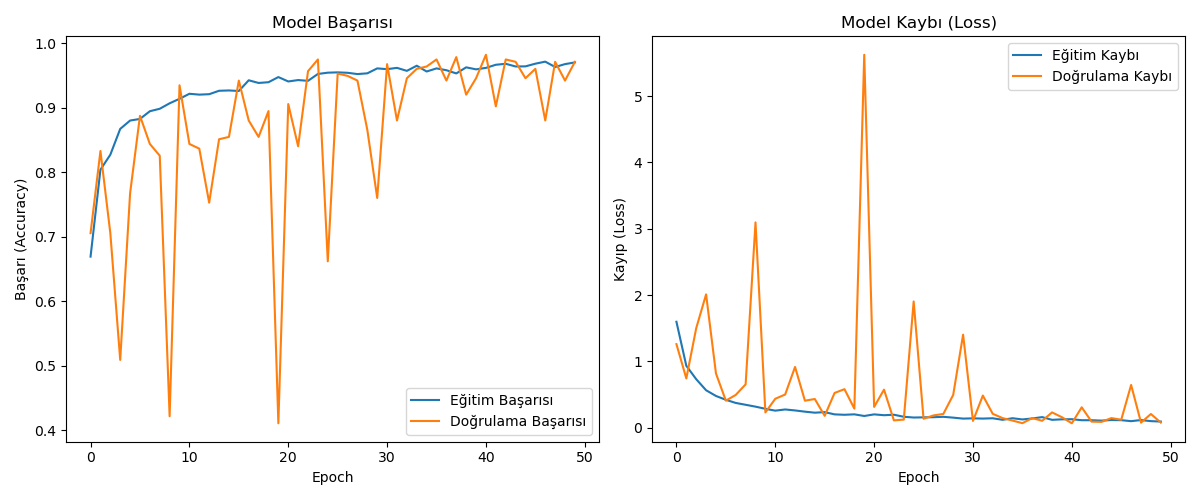 Model Başarısı
1.0
0.9
0.8
0.7
0.6
0.5
0.4
Başarı (Accuracy)
0 10 20 30 40 50
Epoch
Eğitim Başarısı
Doğrulama Başarısı
Model Kaybı (Loss)
5
4
3
2
1
0
Kayıp (Loss)
0 10 20 30 40 50
Epoch
Eğitim Kaybı
Doğrulama Kaybı